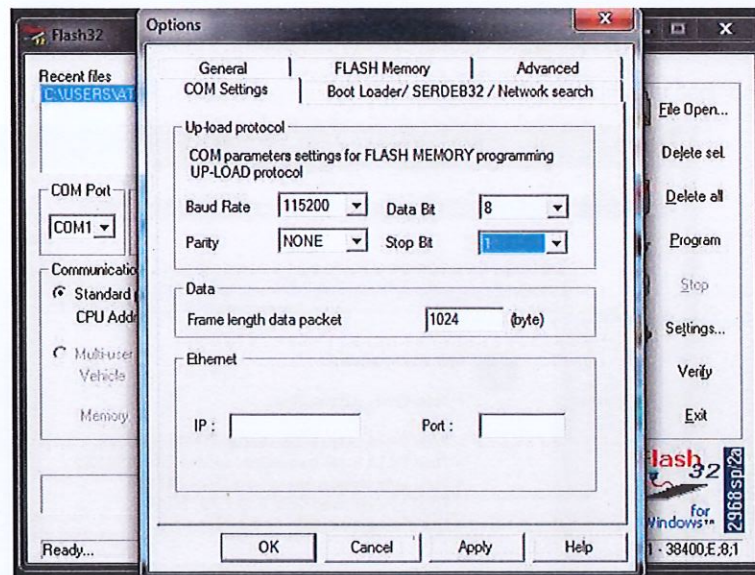 Flash32
Options
Recent files
C:\USERS\AT
COM Port
COM1
Communicatio
Standard
CPU Addr
Multi-user
Vehicle
Memory
Ready...
General
FLASH Memory
Advanced
COM Settings
Boot Loader/ SERDEB32 / Network search
Up-load protocol
COM parameters settings for FLASH MEMORY programming
UP-LOAD protocol
Baud Rate 115200 Data Bit 8
Parity NONE Stop Bit 1
Data
Frame length data packet 1024 (byte)
Ethernet
IP : Port :
OK Cancel Apply Help
File Open...
Delete sel.
Delete all
Program
Stop
Settings...
Verify
Exit
lash
32
for
Windows™
2968sp/2a
1 - 38400,E;8;1